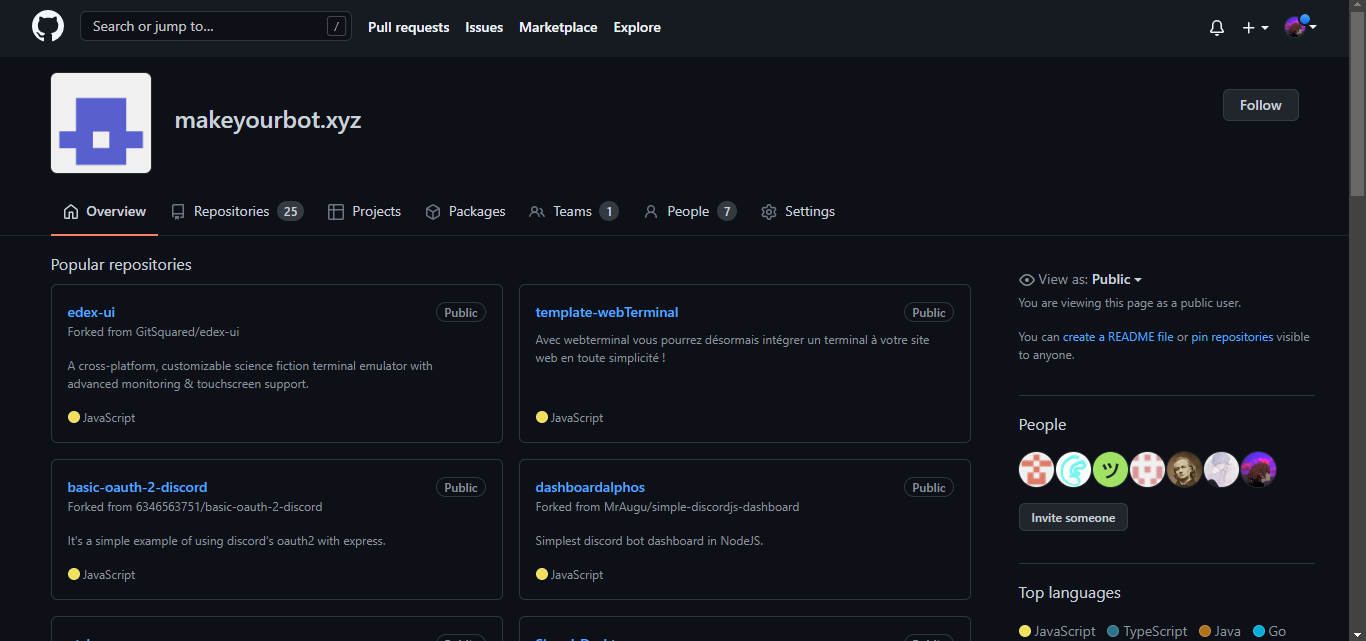 Search or jump to... /
Pull requests Issues Marketplace Explore
makeyourbot.xyz
Follow
Overview Repositories 25 Projects Packages Teams 1 People 7 Settings
Popular repositories
edex-ui Public
Forked from GitSquared/edex-ui
A cross-platform, customizable science fiction terminal emulator with
advanced monitoring & touchscreen support.
JavaScript
template-webTerminal Public
Avec webterminal vous pourrez désormais intégrer un terminal à votre site
web en toute simplicité !
JavaScript
basic-oauth-2-discord Public
Forked from 6346563751/basic-oauth-2-discord
It's a simple example of using discord's oauth2 with express.
JavaScript
dashboardalphos Public
Forked from MrAugu/simple-discordjs-dashboard
Simplest discord bot dashboard in NodeJS.
JavaScript
View as: Public
You are viewing this page as a public user.
You can create a README file or pin repositories visible
to anyone.
People
ツ
Invite someone
Top languages
JavaScript TypeScript Java Go